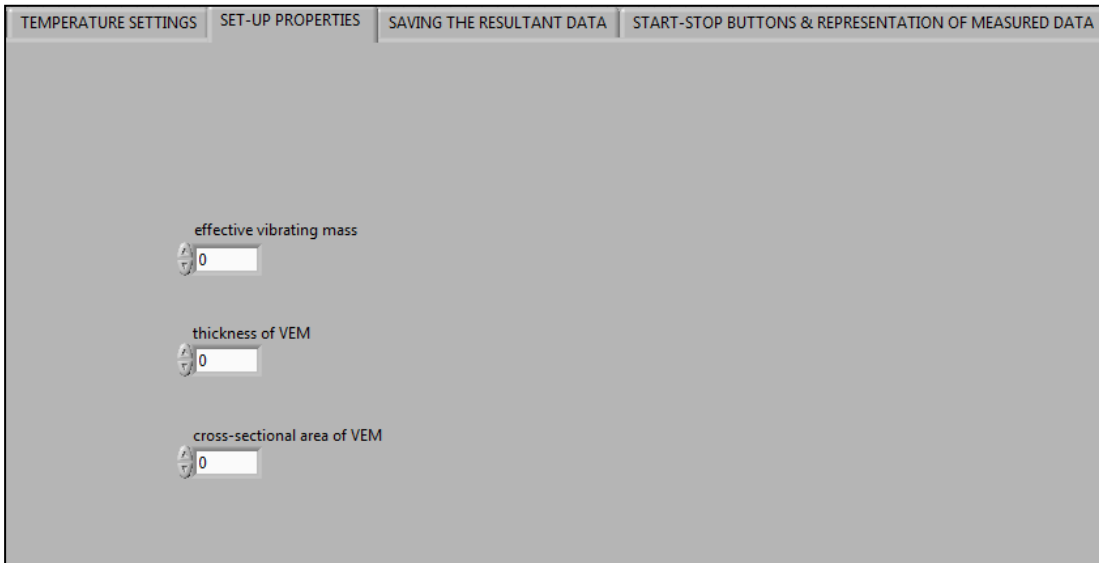 TEMPERATURE SETTINGS SET-UP PROPERTIES SAVING THE RESULTANT DATA START-STOP BUTTONS & REPRESENTATION OF MEASURED DATA
effective vibrating mass
0
thickness of VEM
0
cross-sectional area of VEM
0